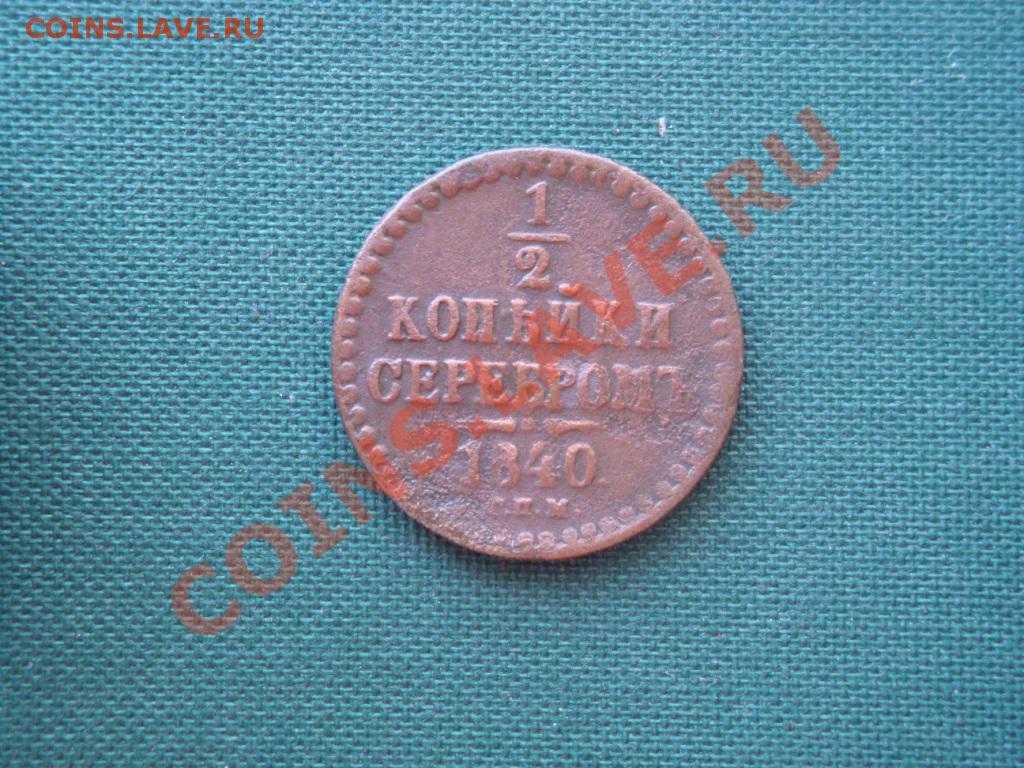 COINS.LAVE.RU
1
2
КОПѢЙКИ
СЕРЕБРОМЪ
1840.
С.П.М.
COINS.LAVE.RU